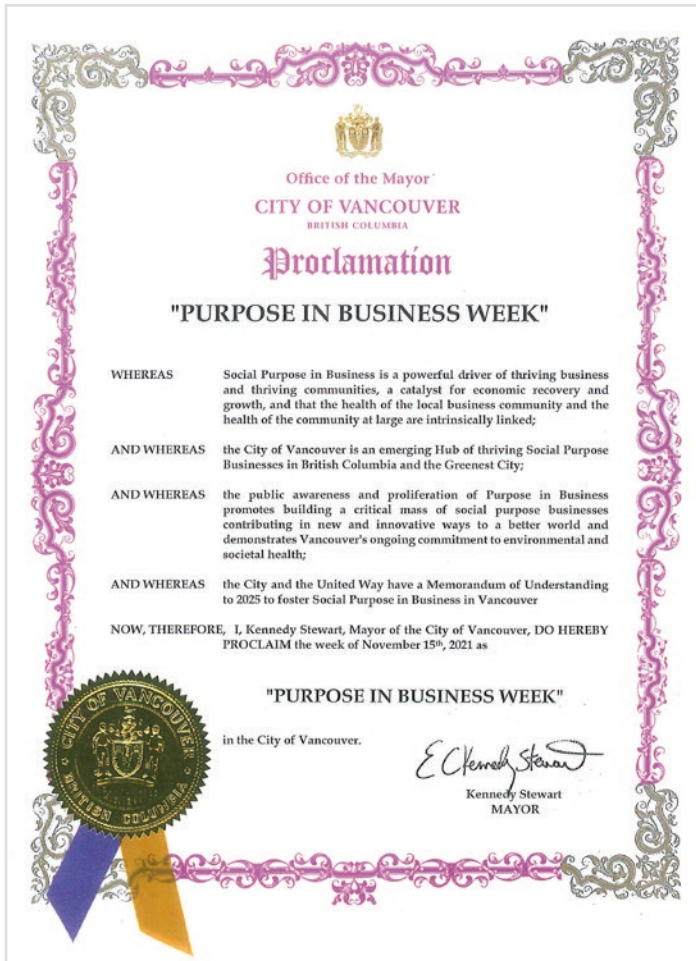 Office of the Mayor
CITY OF VANCOUVER
BRITISH COLUMBIA
Proclamation
"PURPOSE IN BUSINESS WEEK"
WHEREAS Social Purpose in Business is a powerful driver of thriving business
and thriving communities, a catalyst for economic recovery and
growth, and that the health of the local business community and the
health of the community at large are intrinsically linked;
AND WHEREAS the City of Vancouver is an emerging Hub of thriving Social Purpose
Businesses in British Columbia and the Greenest City;
AND WHEREAS the public awareness and proliferation of Purpose in Business
promotes building a critical mass of social purpose businesses
contributing in new and innovative ways to a better world and
demonstrates Vancouver's ongoing commitment to environmental and
societal health;
AND WHEREAS the City and the United Way have a Memorandum of Understanding
to 2025 to foster Social Purpose in Business in Vancouver
NOW, THEREFORE, I, Kennedy Stewart, Mayor of the City of Vancouver, DO HEREBY
PROCLAIM the week of November 15th, 2021 as
"PURPOSE IN BUSINESS WEEK"
in the City of Vancouver.
E C Kennedy Stewart
Kennedy Stewart
MAYOR
CITY OF VANCOUVER
BRITISH COLUMBIA